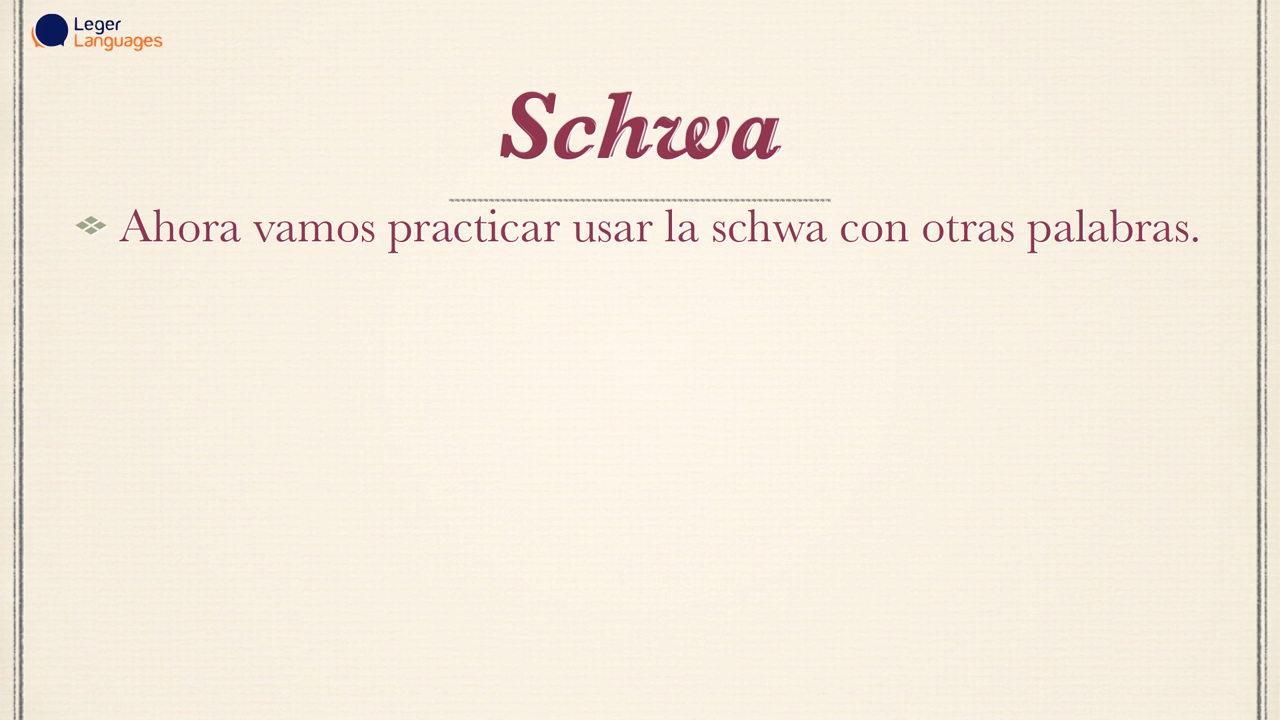 Leger
Languages
Schwa
Ahora vamos practicar usar la schwa con otras palabras.